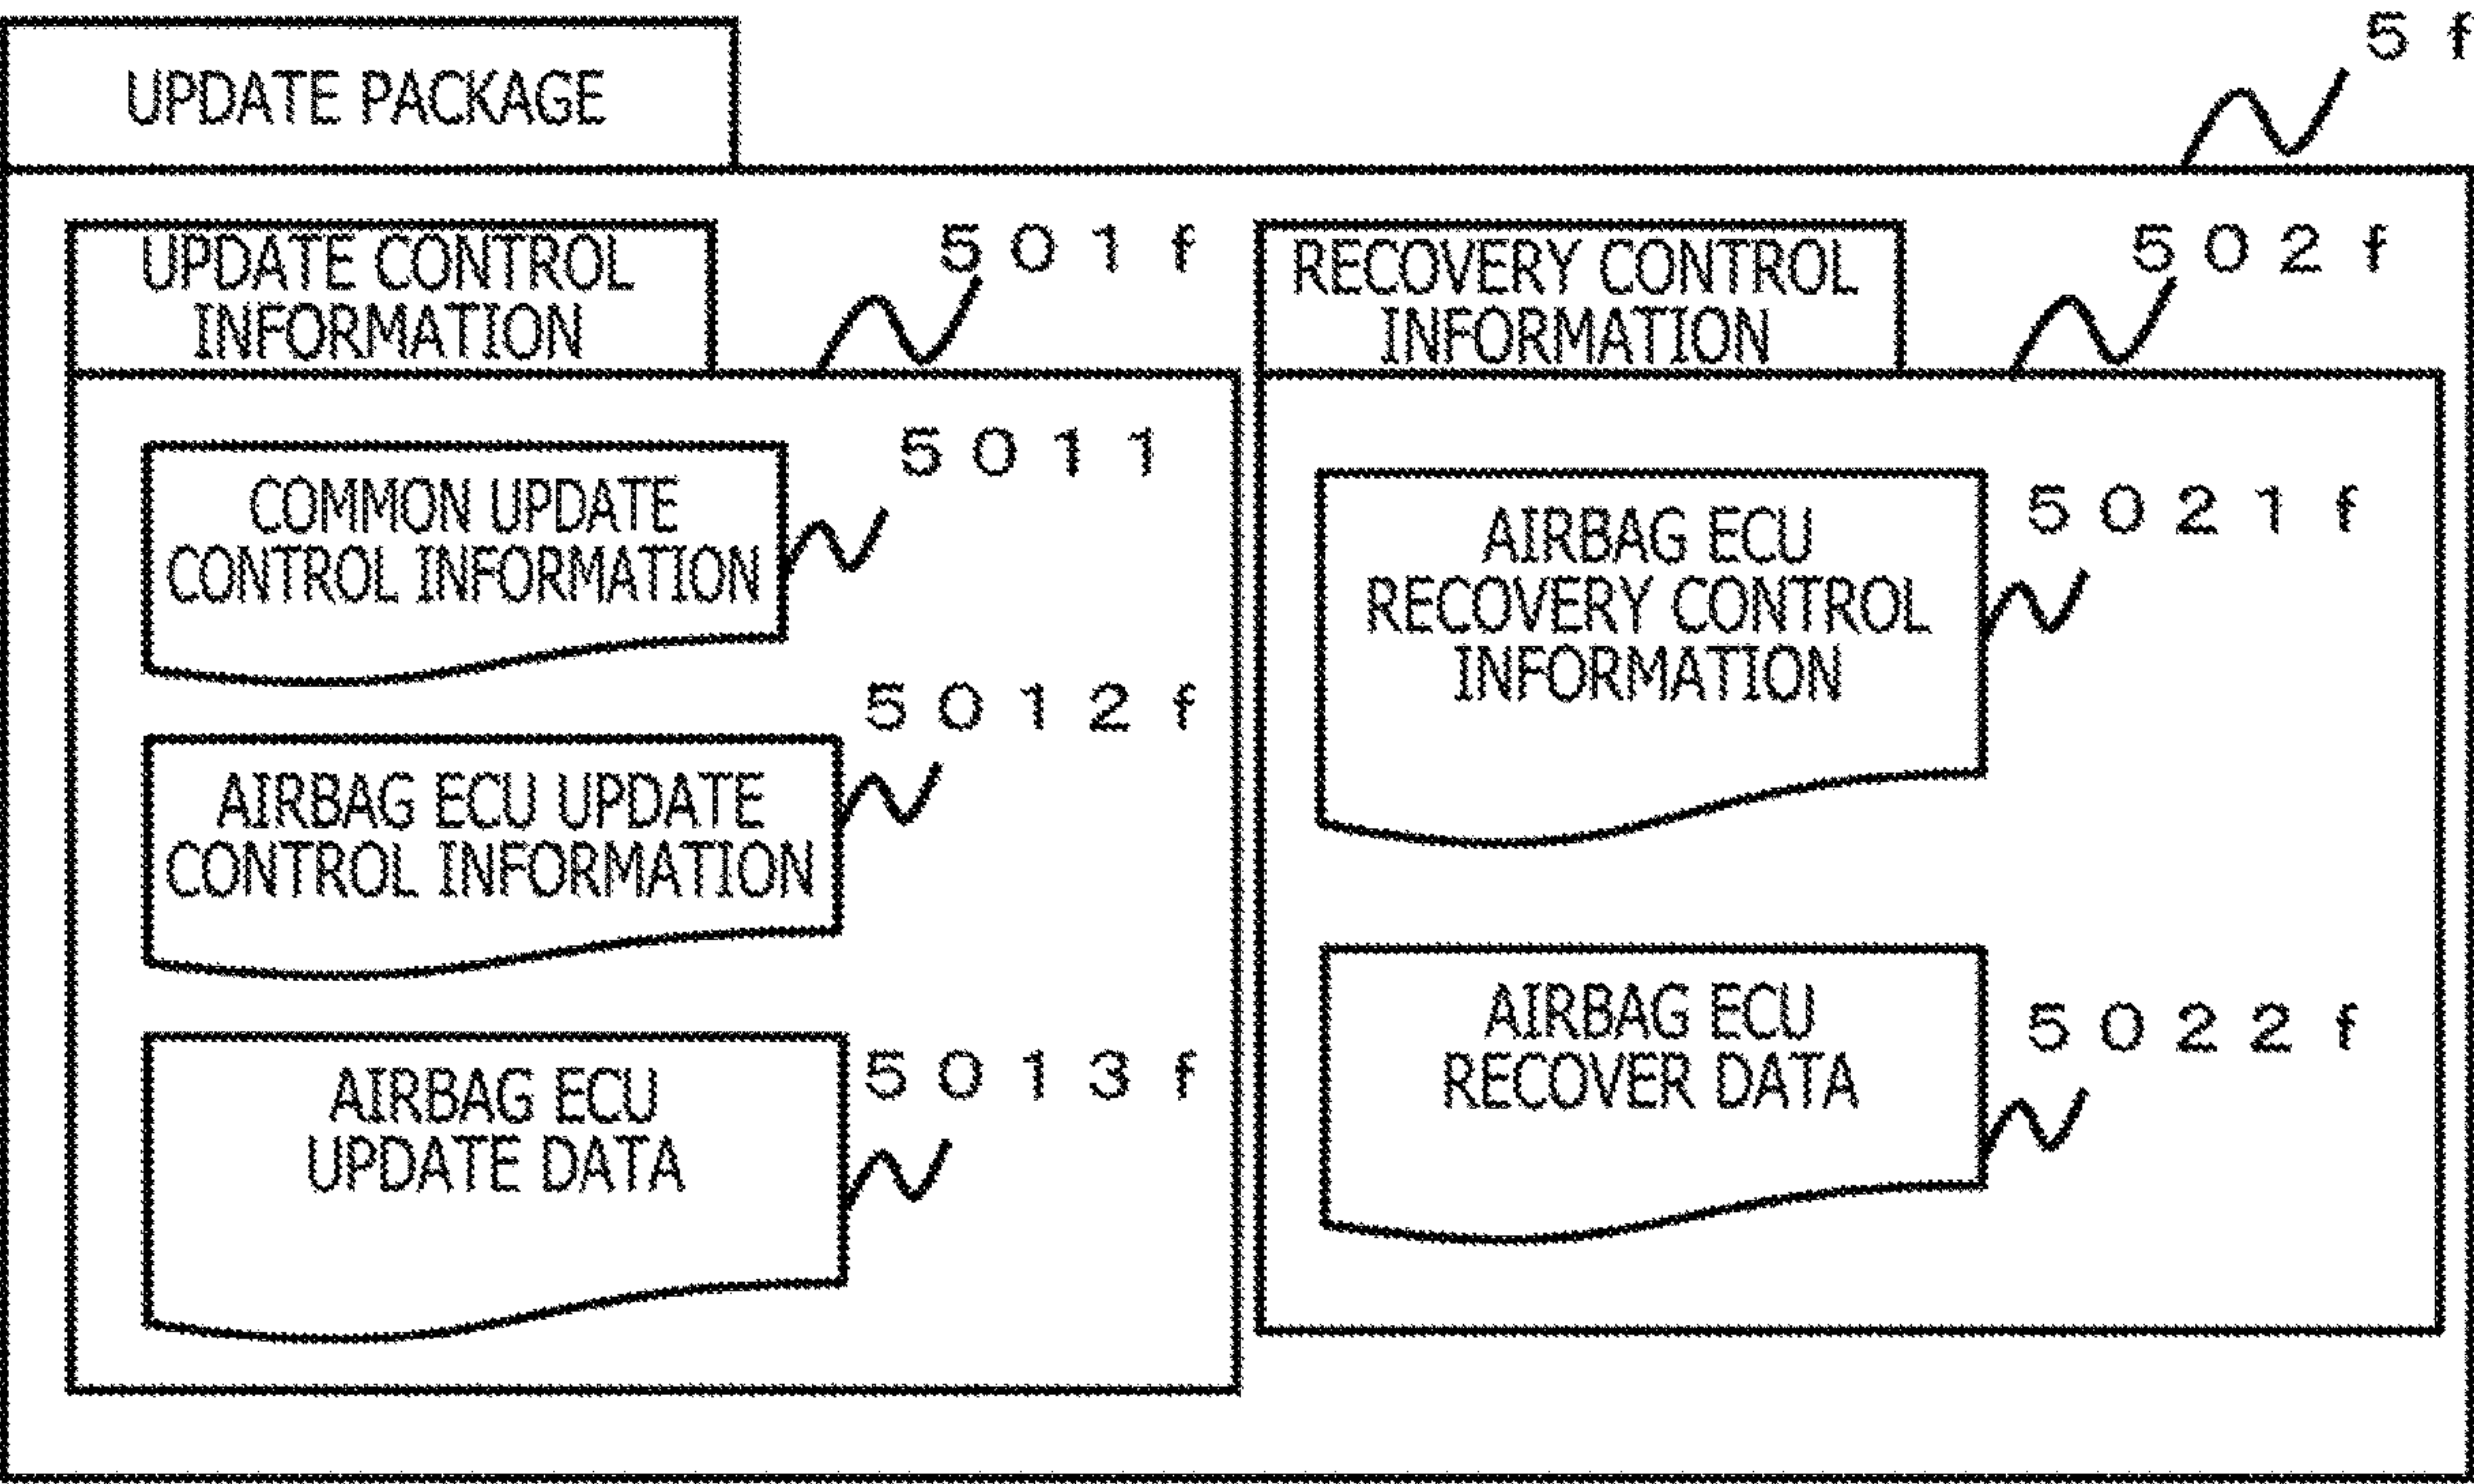 UPDATE PACKAGE
5f
UPDATE CONTROL
INFORMATION
501f
COMMON UPDATE
CONTROL INFORMATION
5011
AIRBAG ECU UPDATE
CONTROL INFORMATION
5012f
AIRBAG ECU
UPDATE DATA
5013f
RECOVERY CONTROL
INFORMATION
502f
AIRBAG ECU
RECOVERY CONTROL
INFORMATION
5021f
AIRBAG ECU
RECOVER DATA
5022f